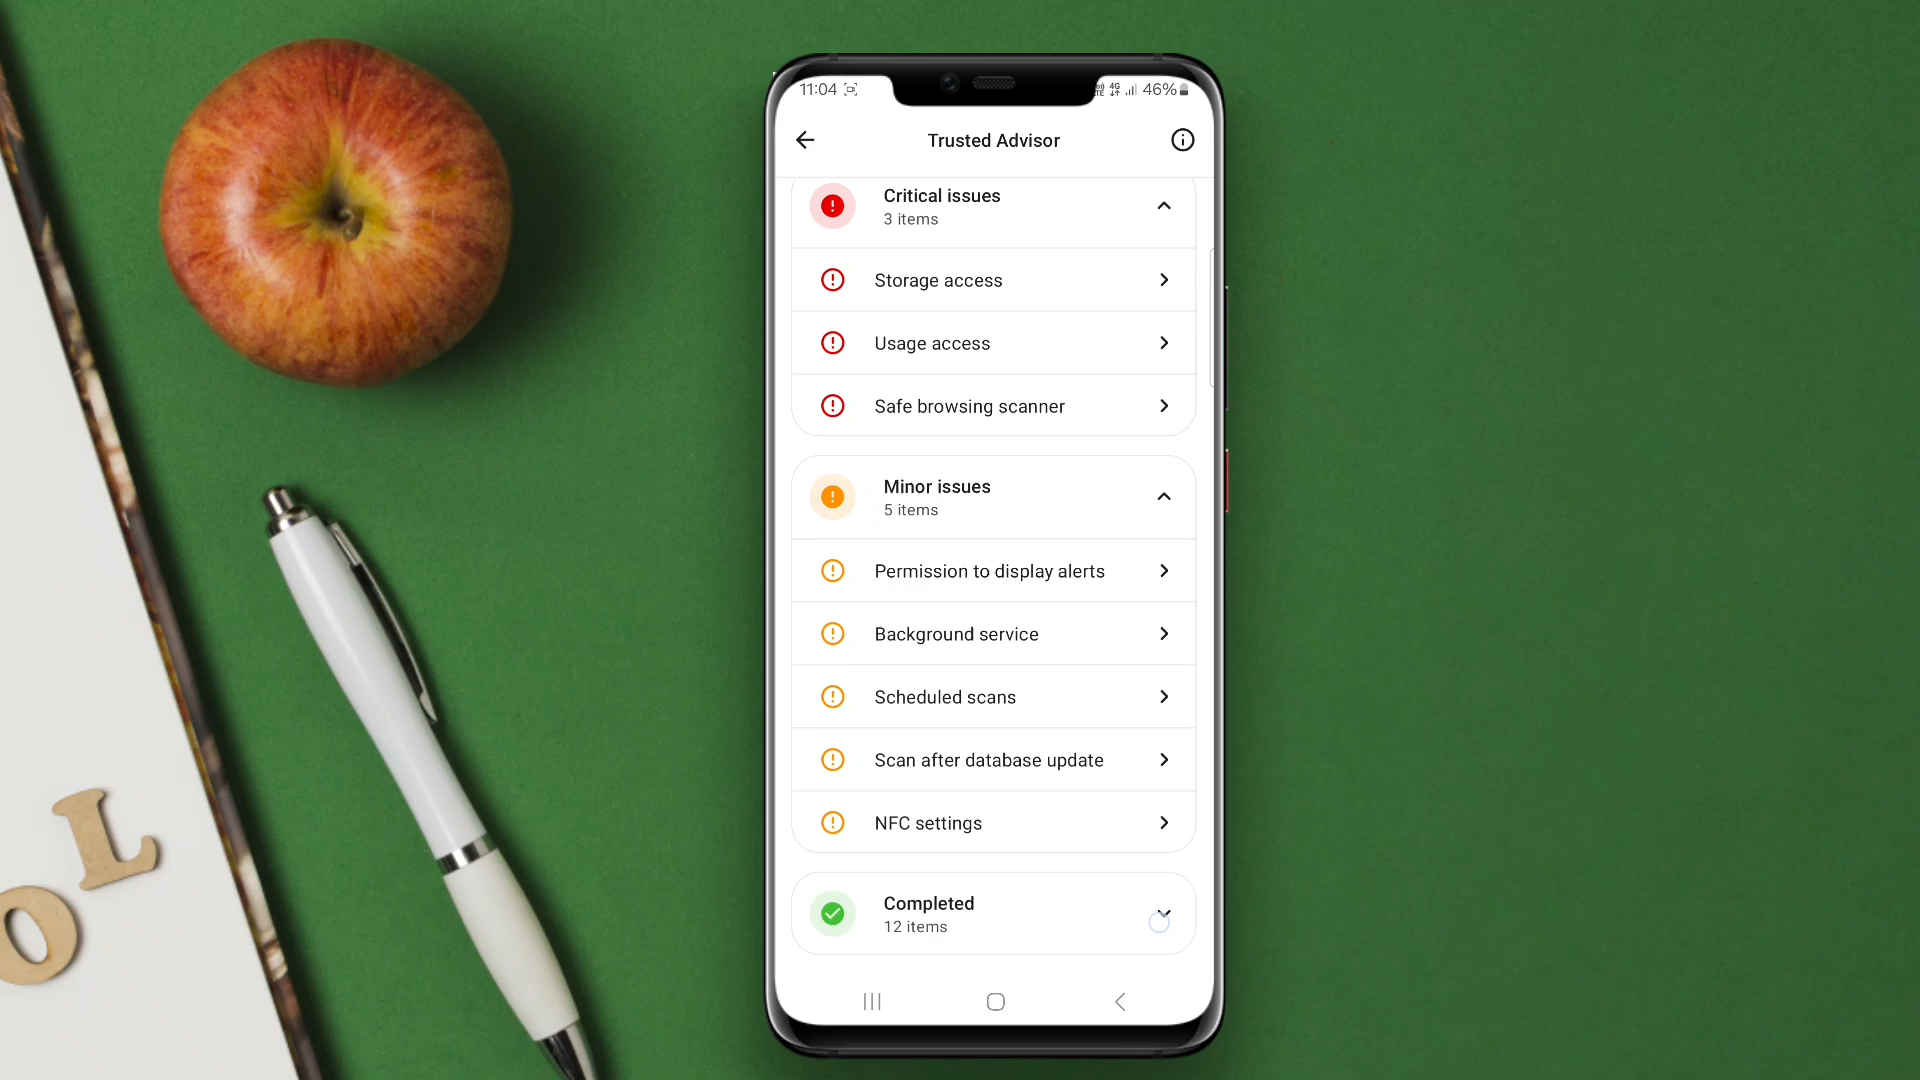 11:04
46%
Trusted Advisor
Critical issues
3 items
Storage access
Usage access
Safe browsing scanner
Minor issues
5 items
Permission to display alerts
Background service
Scheduled scans
Scan after database update
NFC settings
Completed
12 items
L
O